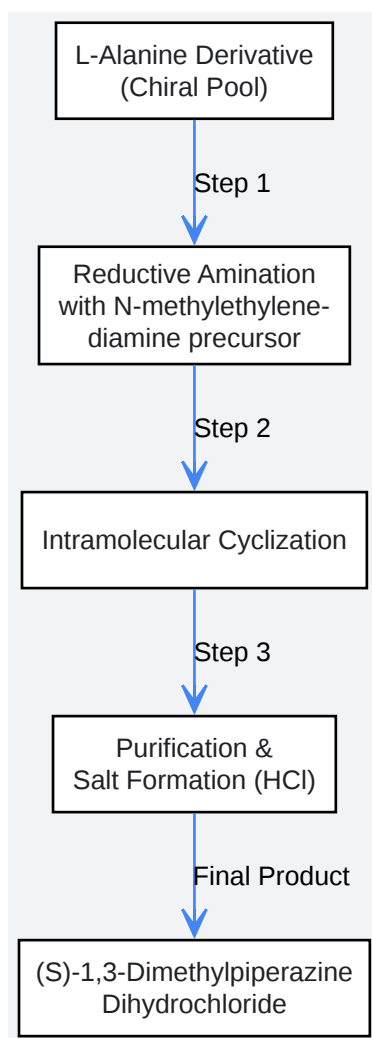 L-Alanine Derivative
(Chiral Pool)
Step 1
Reductive Amination
with N-methylethylene-
diamine precursor
Step 2
Intramolecular Cyclization
Step 3
Purification &
Salt Formation (HCl)
Final Product
(S)-1,3-Dimethylpiperazine
Dihydrochloride